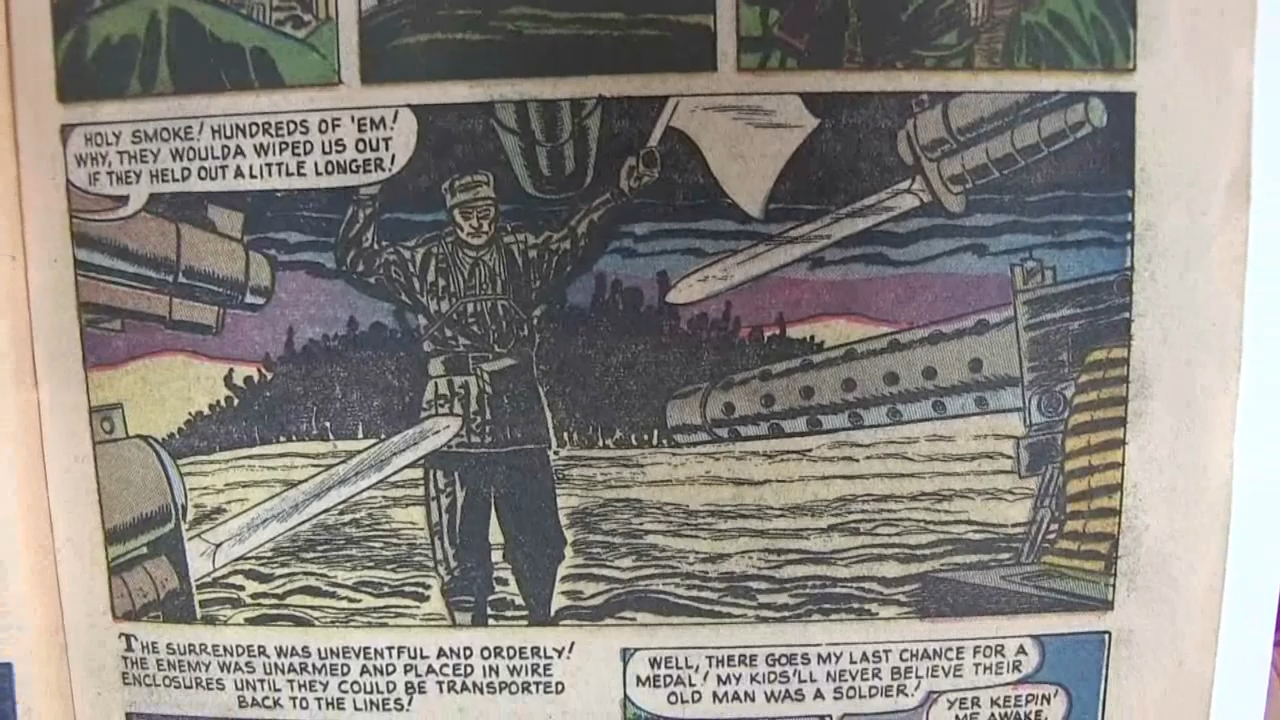 HOLY SMOKE! HUNDREDS OF 'EM!
WHY, THEY WOULDA WIPED US OUT
IF THEY HELD OUT A LITTLE LONGER!
THE SURRENDER WAS UNEVENTFUL AND ORDERLY!
THE ENEMY WAS UNARMED AND PLACED IN WIRE
ENCLOSURES UNTIL THEY COULD BE TRANSPORTED
BACK TO THE LINES!
WELL, THERE GOES MY LAST CHANCE FOR A
MEDAL! MY KIDS'LL NEVER BELIEVE THEIR
OLD MAN WAS A SOLDIER!
YER KEEPIN'
ME AWAKE,